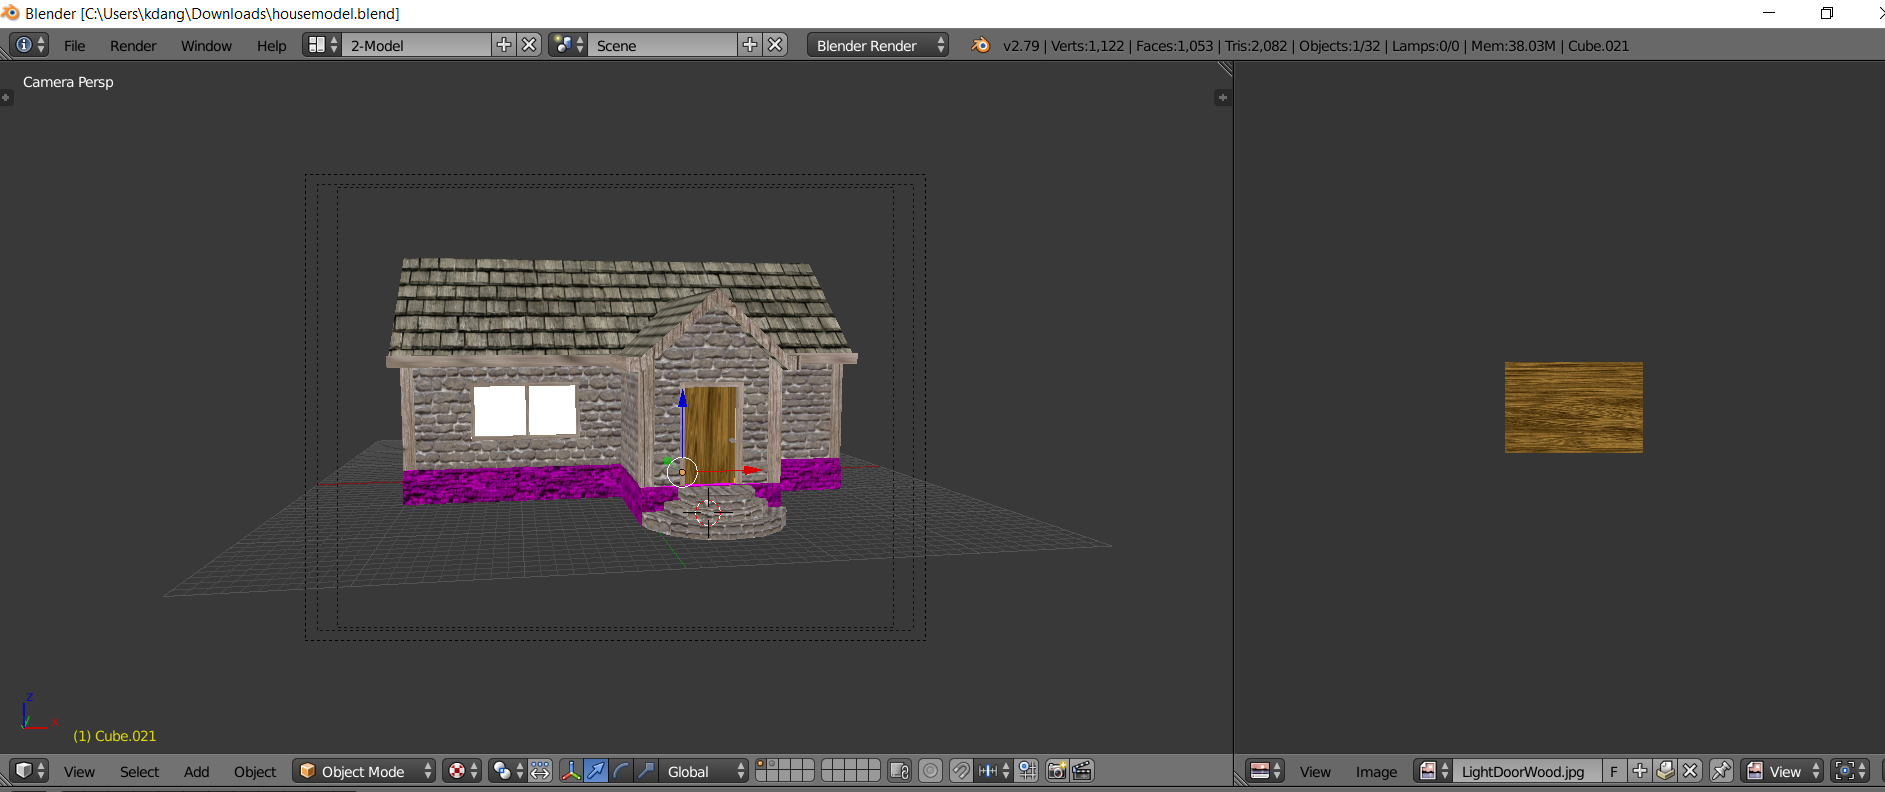 Blender [C:\Users\kdang\Downloads\housemodel.blend]
File Render Window Help 2-Model Scene Blender Render v2.79 | Verts:1,122 | Faces:1,053 | Tris:2,082 | Objects:1/32 | Lamps:0/0 | Mem:38.03M | Cube.021
Camera Persp
z
x
(1) Cube.021
View Select Add Object Object Mode Global
View Image LightDoorWood.jpg F View